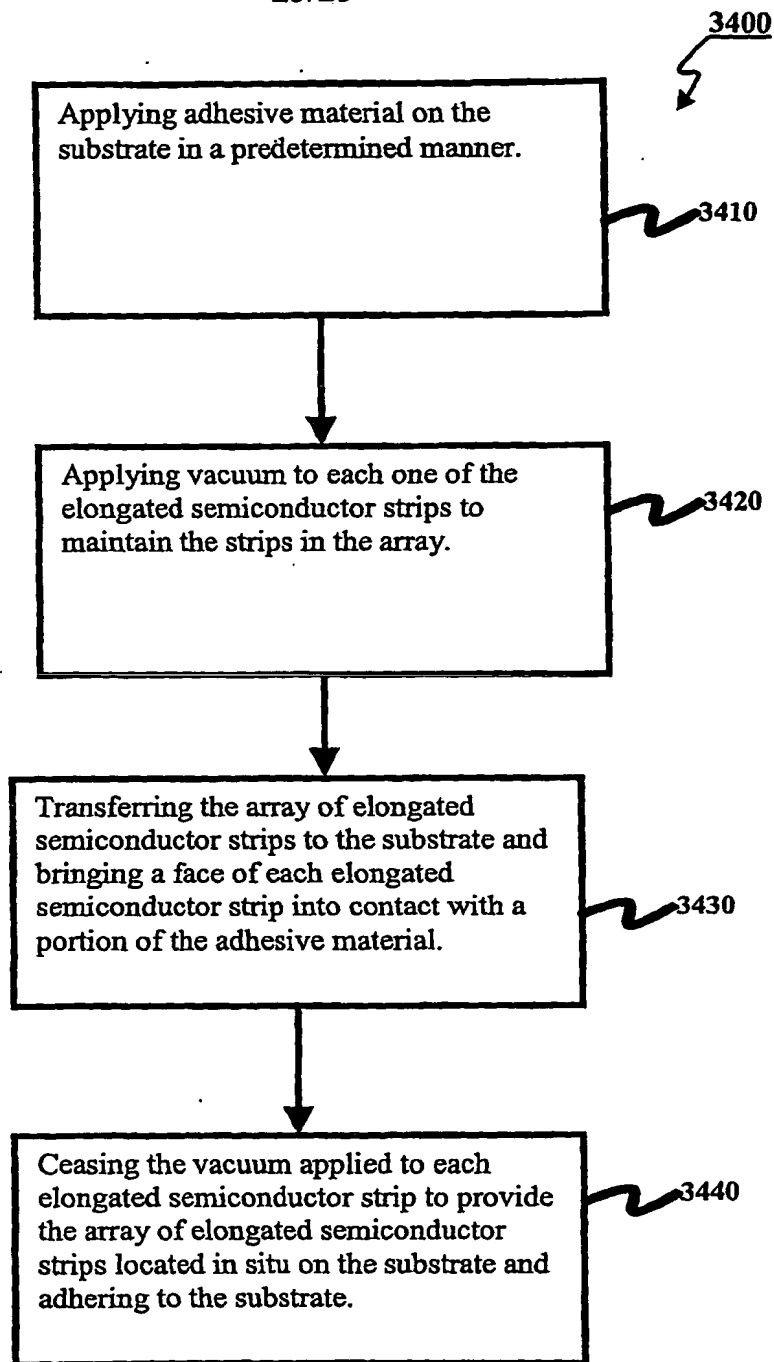 3400
Applying adhesive material on the
substrate in a predetermined manner.
3410
Applying vacuum to each one of the
elongated semiconductor strips to
maintain the strips in the array.
3420
Transferring the array of elongated
semiconductor strips to the substrate and
bringing a face of each elongated
semiconductor strip into contact with a
portion of the adhesive material.
3430
Ceasing the vacuum applied to each
elongated semiconductor strip to provide
the array of elongated semiconductor
strips located in situ on the substrate and
adhering to the substrate.
3440